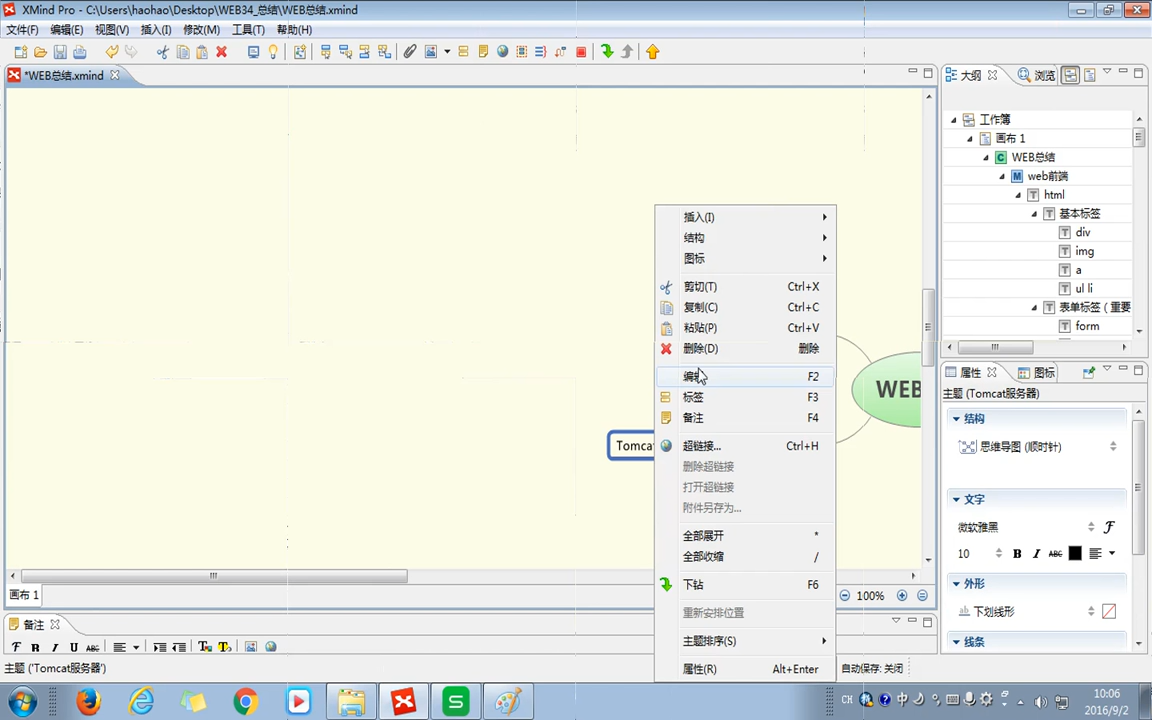 XMind Pro - C:\Users\haohao\Desktop\WEB34_总结\WEB总结.xmind
文件(F) 编辑(E) 视图(V) 插入(I) 修改(M) 工具(T) 帮助(H)
*WEB总结.xmind
大纲
浏览
工作簿
画布 1
WEB总结
web前端
html
基本标签
div
img
a
ul li
表单标签 ( 重要
form
插入(I)
结构
图标
剪切(T) Ctrl+X
复制(C) Ctrl+C
粘贴(P) Ctrl+V
删除(D) 删除
F2
标签 F3
备注 F4
超链接... Ctrl+H
删除超链接
打开超链接
附件另存为...
全部展开 *
全部收缩 /
下钻 F6
重新安排位置
主题排序(S)
属性(R) Alt+Enter
WEB
属性
图标
主题 (Tomcat服务器)
结构
思维导图 (顺时针)
文字
微软雅黑
10 B I ABC
外形
下划线形
线条
画布 1
100%
备注
B I U ABC
主题 ('Tomcat服务器')
自动保存: 关闭
CH 中
10:06
2016/9/2